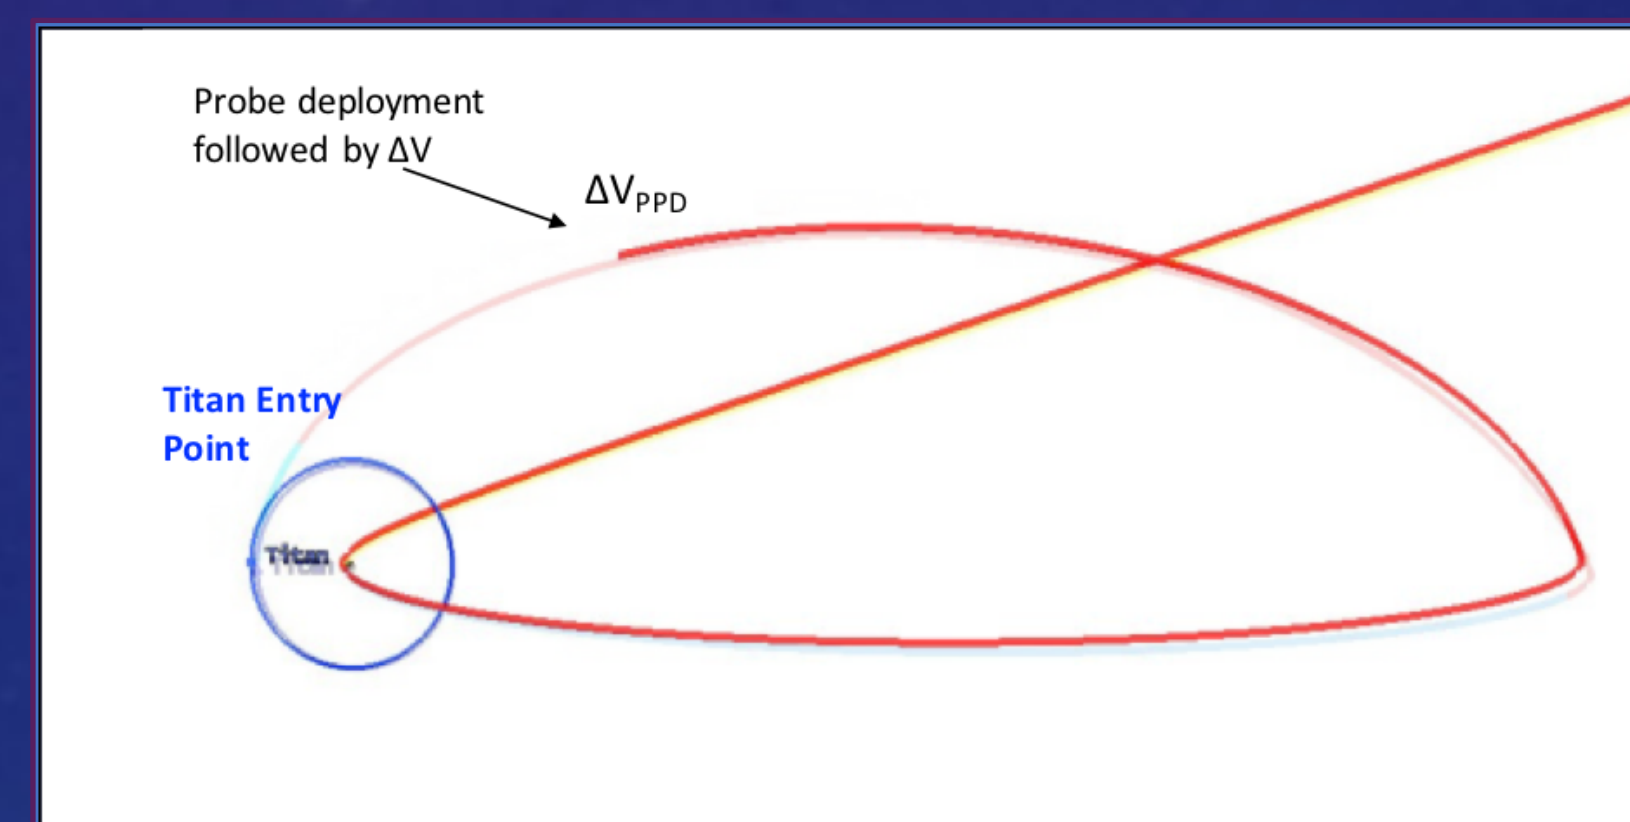 Probe deployment
followed by ΔV
ΔVPPD
Titan Entry
Point
Titan